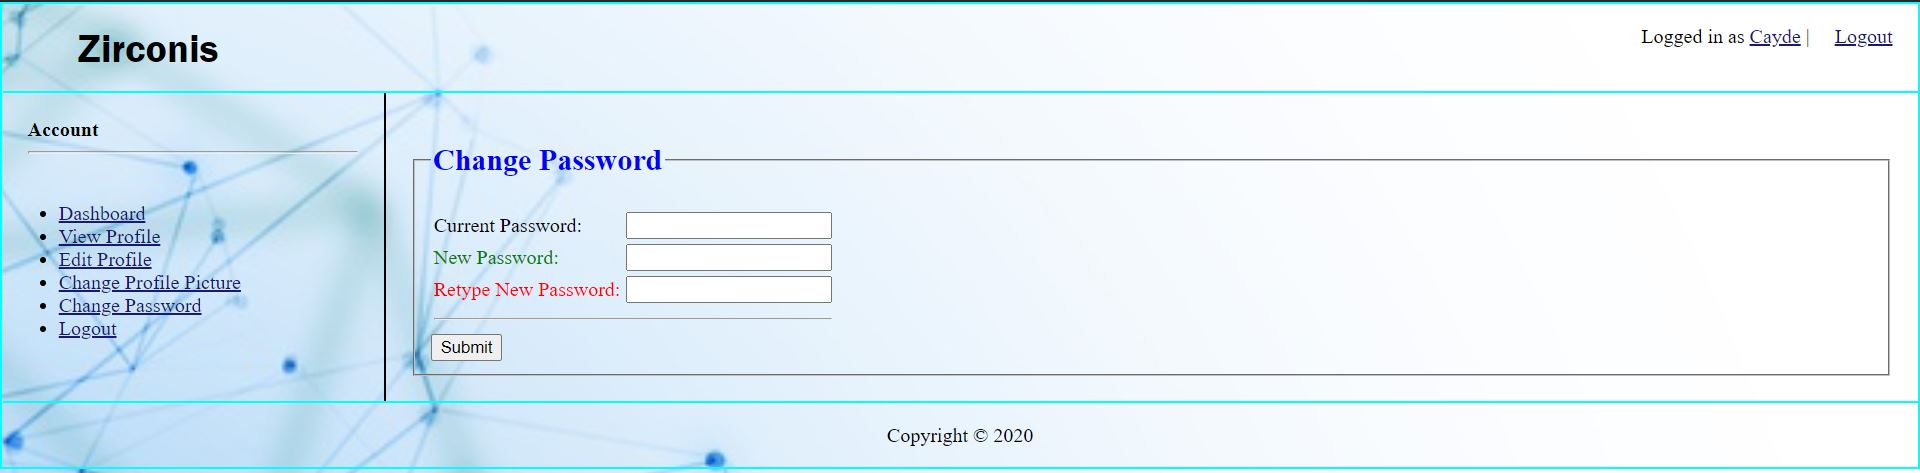 Zirconis
Logged in as Cayde | Logout
Account
Dashboard
View Profile
Edit Profile
Change Profile Picture
Change Password
Logout
Change Password
Current Password:
New Password:
Retype New Password:
Submit
Copyright © 2020